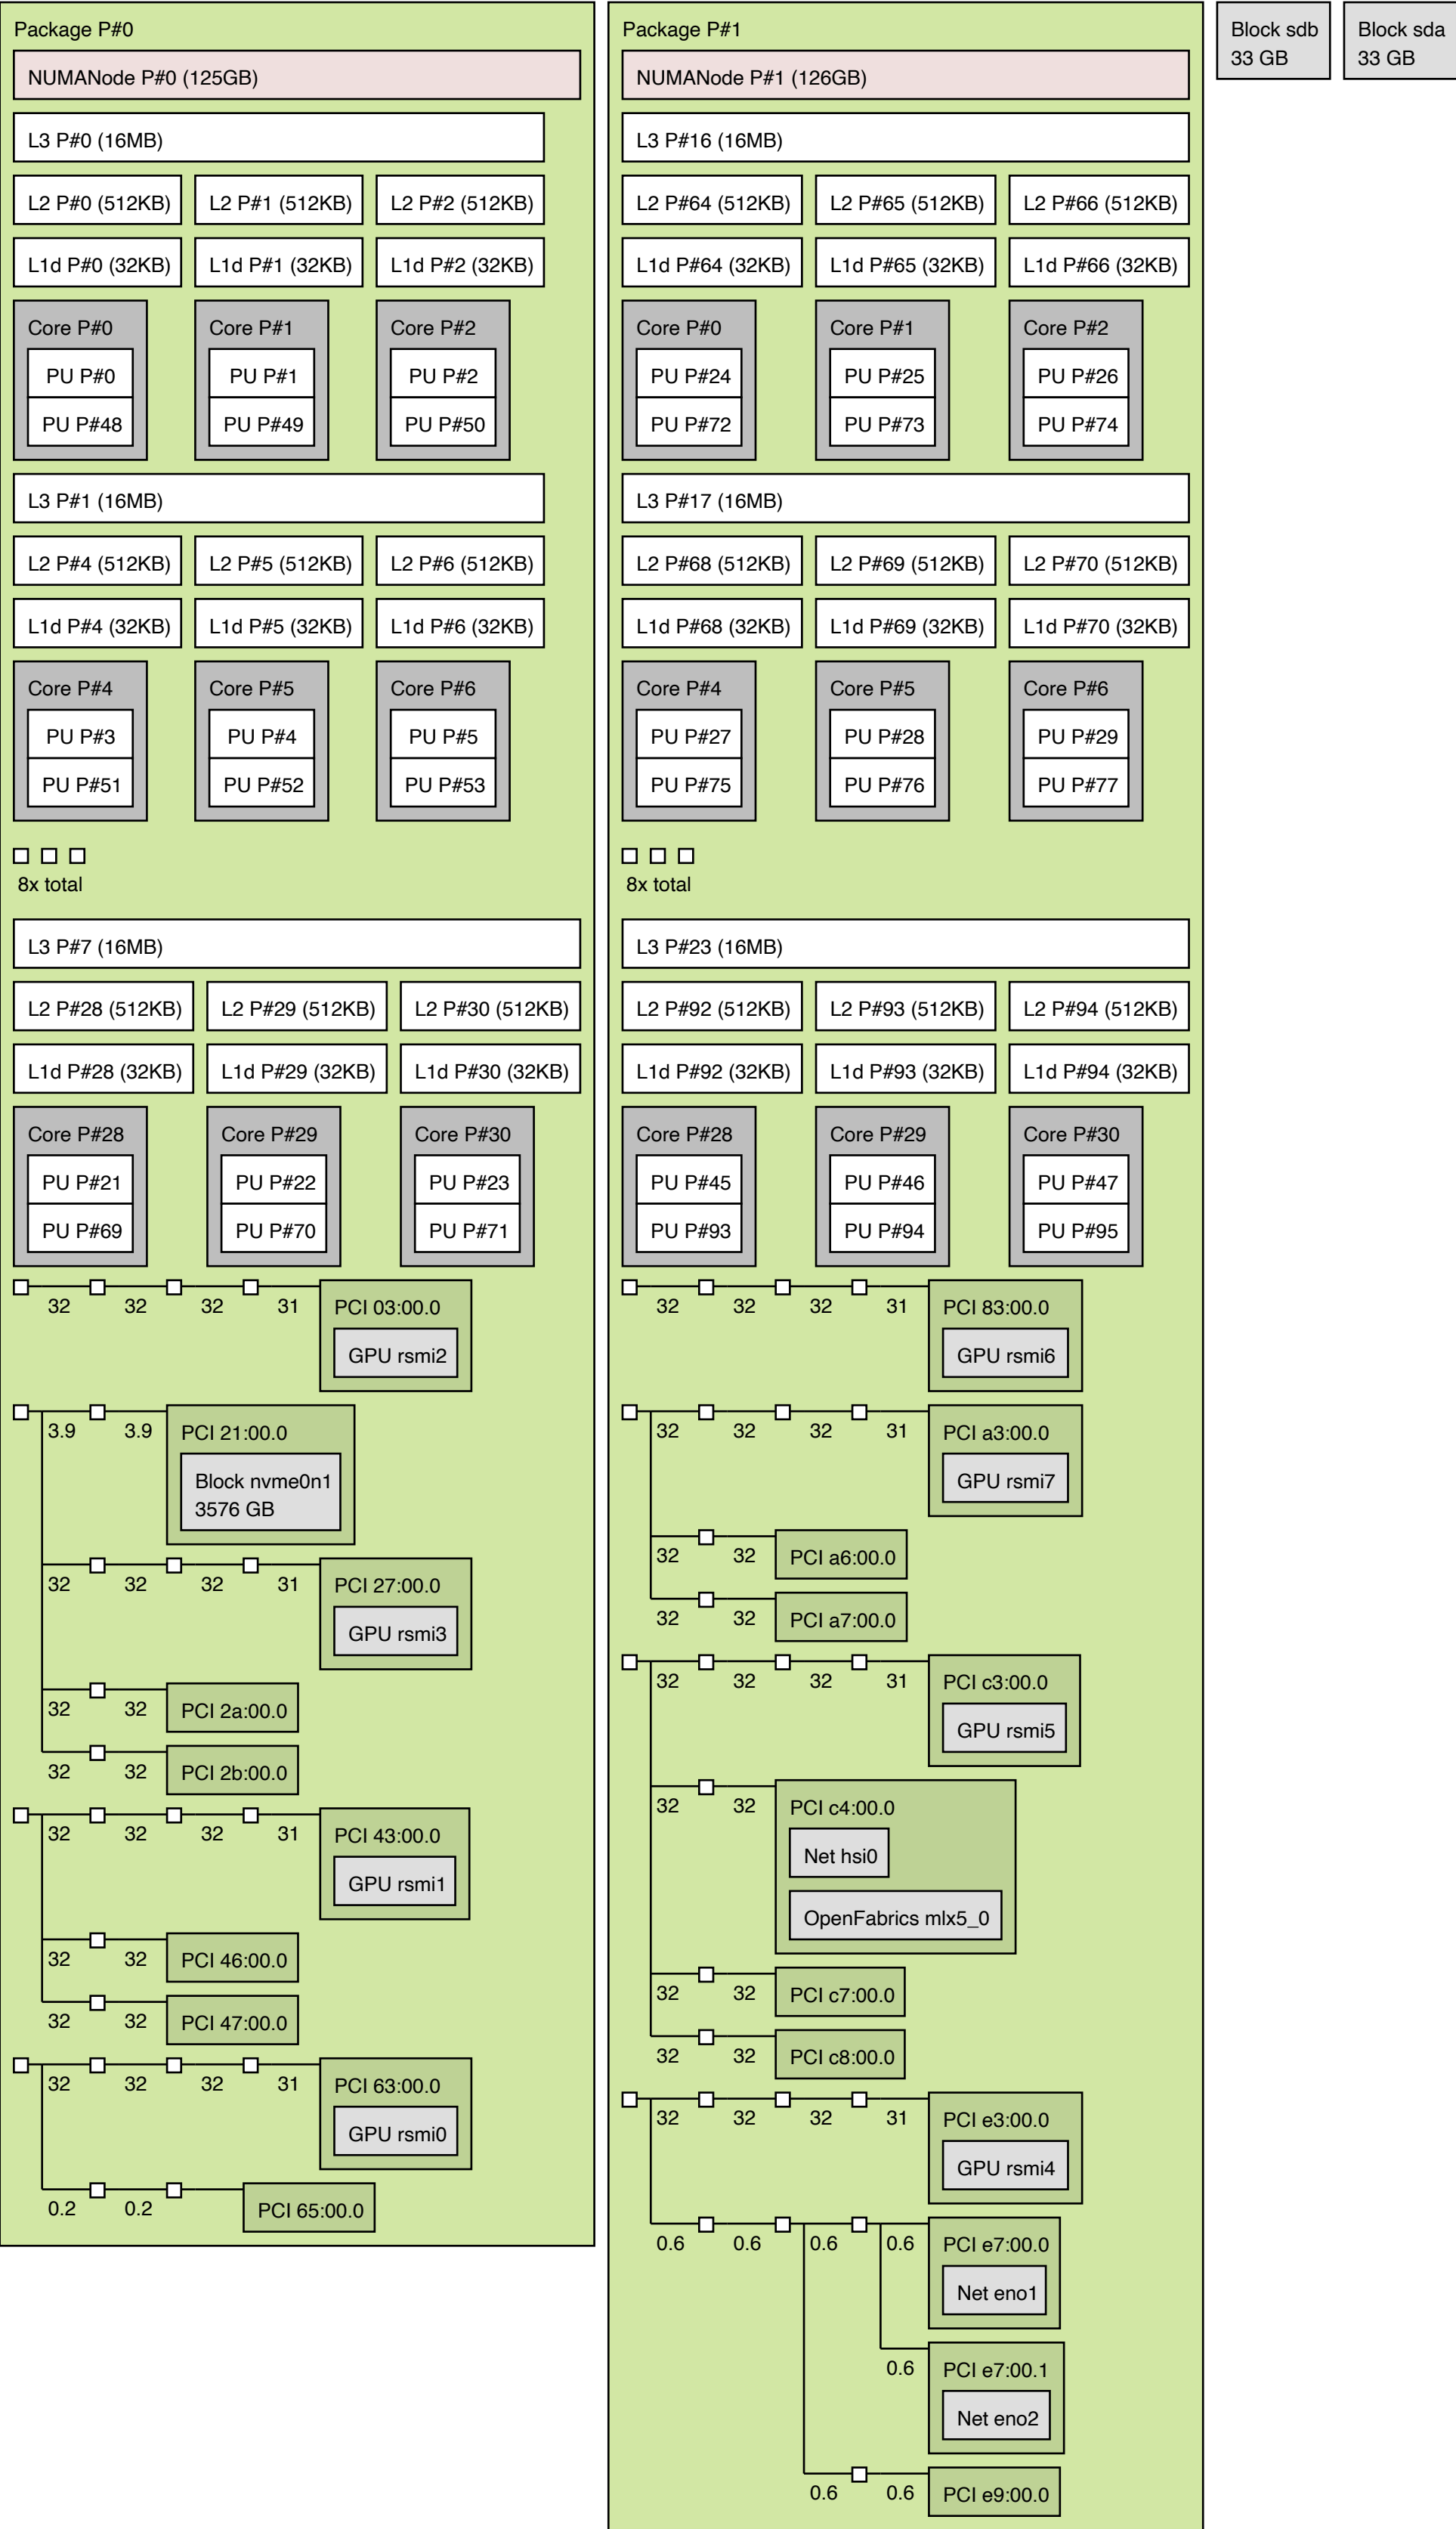 Package P#0
NUMANode P#0 (125GB)
L3 P#0 (16MB)
L2 P#0 (512KB) L2 P#1 (512KB) L2 P#2 (512KB)
L1d P#0 (32KB) L1d P#1 (32KB) L1d P#2 (32KB)
Core P#0 Core P#1 Core P#2
PU P#0 PU P#1 PU P#2
PU P#48 PU P#49 PU P#50
L3 P#1 (16MB)
L2 P#4 (512KB) L2 P#5 (512KB) L2 P#6 (512KB)
L1d P#4 (32KB) L1d P#5 (32KB) L1d P#6 (32KB)
Core P#4 Core P#5 Core P#6
PU P#3 PU P#4 PU P#5
PU P#51 PU P#52 PU P#53
8x total
L3 P#7 (16MB)
L2 P#28 (512KB) L2 P#29 (512KB) L2 P#30 (512KB)
L1d P#28 (32KB) L1d P#29 (32KB) L1d P#30 (32KB)
Core P#28 Core P#29 Core P#30
PU P#21 PU P#22 PU P#23
PU P#69 PU P#70 PU P#71
32 32 32 31 PCI 03:00.0
GPU rsmi2
3.9 3.9 PCI 21:00.0
Block nvme0n1
3576 GB
32 32 32 31 PCI 27:00.0
GPU rsmi3
32 32 PCI 2a:00.0
32 32 PCI 2b:00.0
32 32 32 31 PCI 43:00.0
GPU rsmi1
32 32 PCI 46:00.0
32 32 PCI 47:00.0
32 32 32 31 PCI 63:00.0
GPU rsmi0
0.2 0.2 PCI 65:00.0
Package P#1
NUMANode P#1 (126GB)
L3 P#16 (16MB)
L2 P#64 (512KB) L2 P#65 (512KB) L2 P#66 (512KB)
L1d P#64 (32KB) L1d P#65 (32KB) L1d P#66 (32KB)
Core P#0 Core P#1 Core P#2
PU P#24 PU P#25 PU P#26
PU P#72 PU P#73 PU P#74
L3 P#17 (16MB)
L2 P#68 (512KB) L2 P#69 (512KB) L2 P#70 (512KB)
L1d P#68 (32KB) L1d P#69 (32KB) L1d P#70 (32KB)
Core P#4 Core P#5 Core P#6
PU P#27 PU P#28 PU P#29
PU P#75 PU P#76 PU P#77
8x total
L3 P#23 (16MB)
L2 P#92 (512KB) L2 P#93 (512KB) L2 P#94 (512KB)
L1d P#92 (32KB) L1d P#93 (32KB) L1d P#94 (32KB)
Core P#28 Core P#29 Core P#30
PU P#45 PU P#46 PU P#47
PU P#93 PU P#94 PU P#95
32 32 32 31 PCI 83:00.0
GPU rsmi6
32 32 32 31 PCI a3:00.0
GPU rsmi7
32 32 PCI a6:00.0
32 32 PCI a7:00.0
32 32 32 31 PCI c3:00.0
GPU rsmi5
32 32 PCI c4:00.0
Net hsi0
OpenFabrics mlx5_0
32 32 PCI c7:00.0
32 32 PCI c8:00.0
32 32 32 31 PCI e3:00.0
GPU rsmi4
0.6 0.6 0.6 0.6 PCI e7:00.0
Net eno1
0.6 PCI e7:00.1
Net eno2
0.6 0.6 PCI e9:00.0
Block sdb
33 GB
Block sda
33 GB